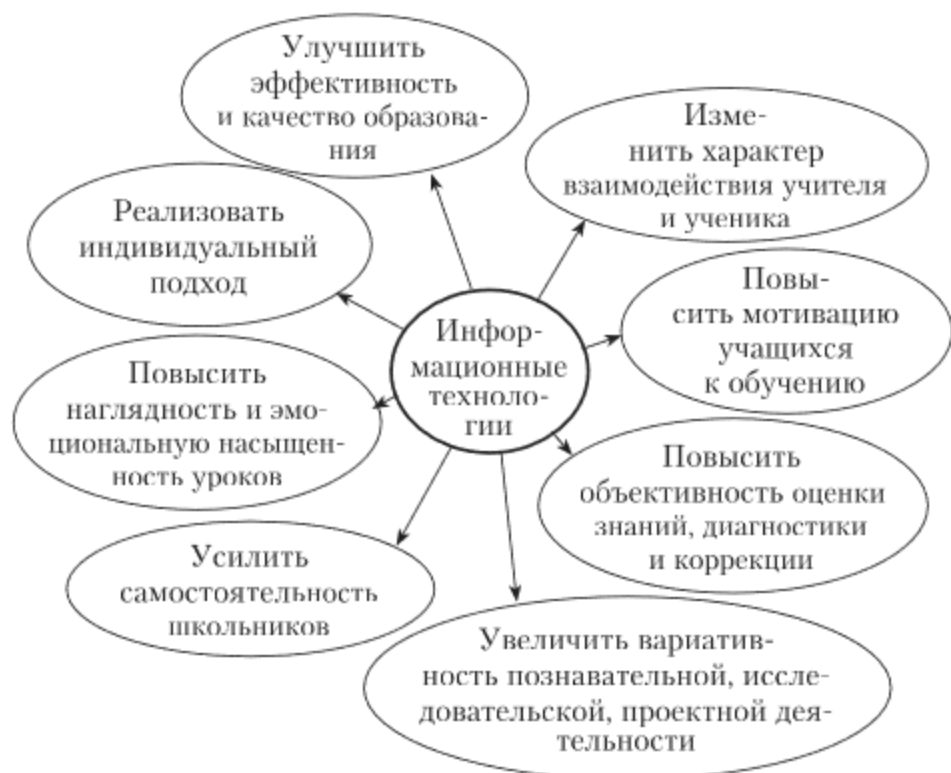 Улучшить
эффективность
и качество образова-
ния
Изме-
нить характер
взаимодействия учителя
и ученика
Реализовать
индивидуальный
подход
Повы-
сить мотивацию
учащихся
к обучению
Инфор-
мационные
техноло-
гии
Повысить
наглядность и эмо-
циональную насыщен-
ность уроков
Повысить
объективность оценки
знаний, диагностики
и коррекции
Усилить
самостоятельность
школьников
Увеличить вариатив-
ность познавательной, иссле-
довательской, проектной дея-
тельности